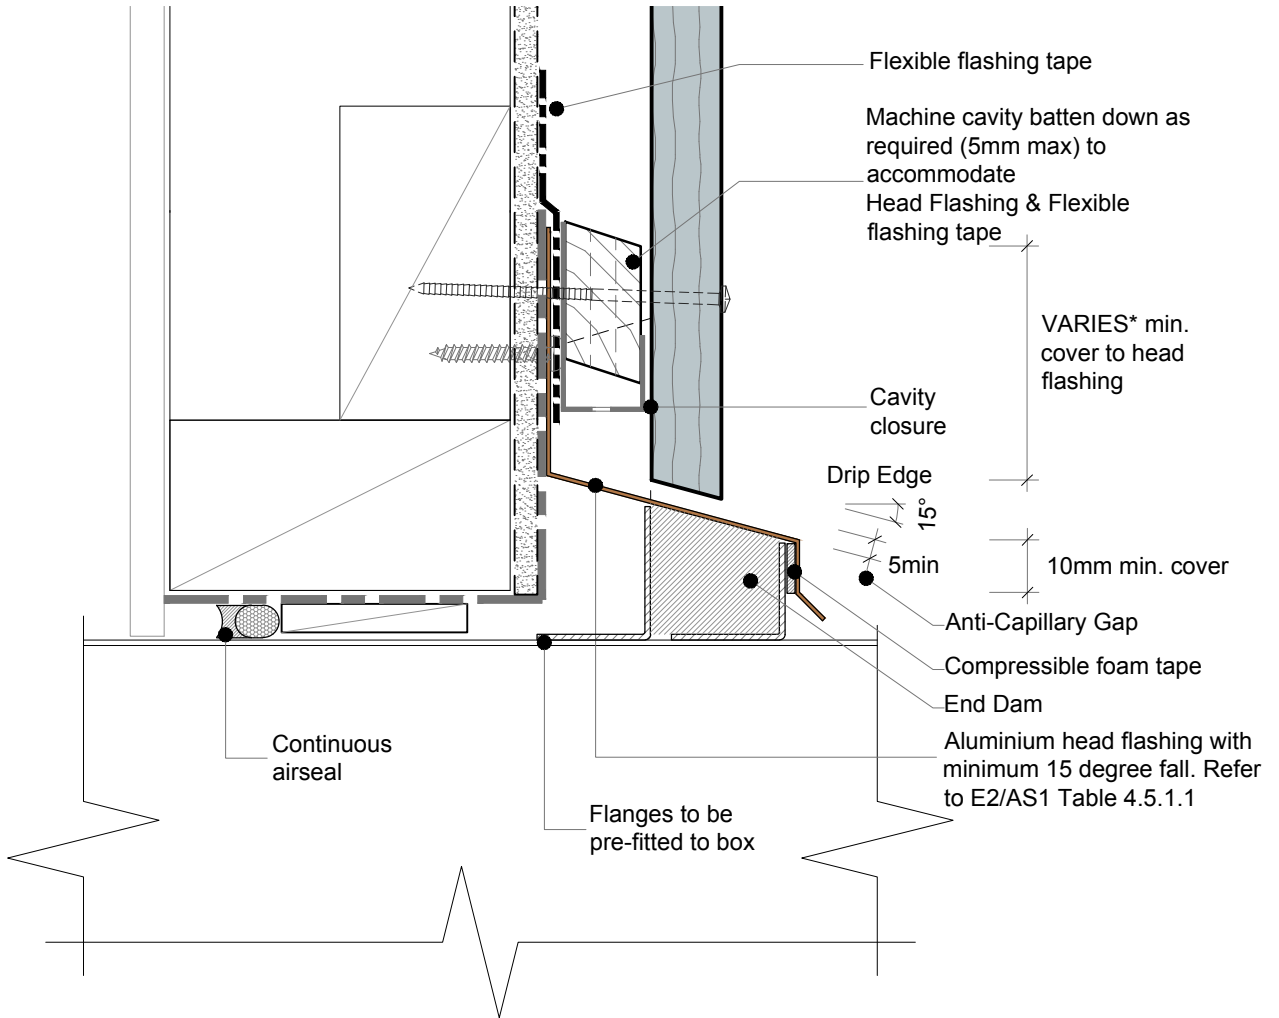 Flexible flashing tape
Machine cavity batten down as
required (5mm max) to
accommodate
Head Flashing & Flexible
flashing tape
VARIES* min.
cover to head
flashing
Cavity
closure
Drip Edge
15°
5min
10mm min. cover
Anti-Capillary Gap
Compressible foam tape
End Dam
Aluminium head flashing with
minimum 15 degree fall. Refer
to E2/AS1 Table 4.5.1.1
Continuous
airseal
Flanges to be
pre-fitted to box